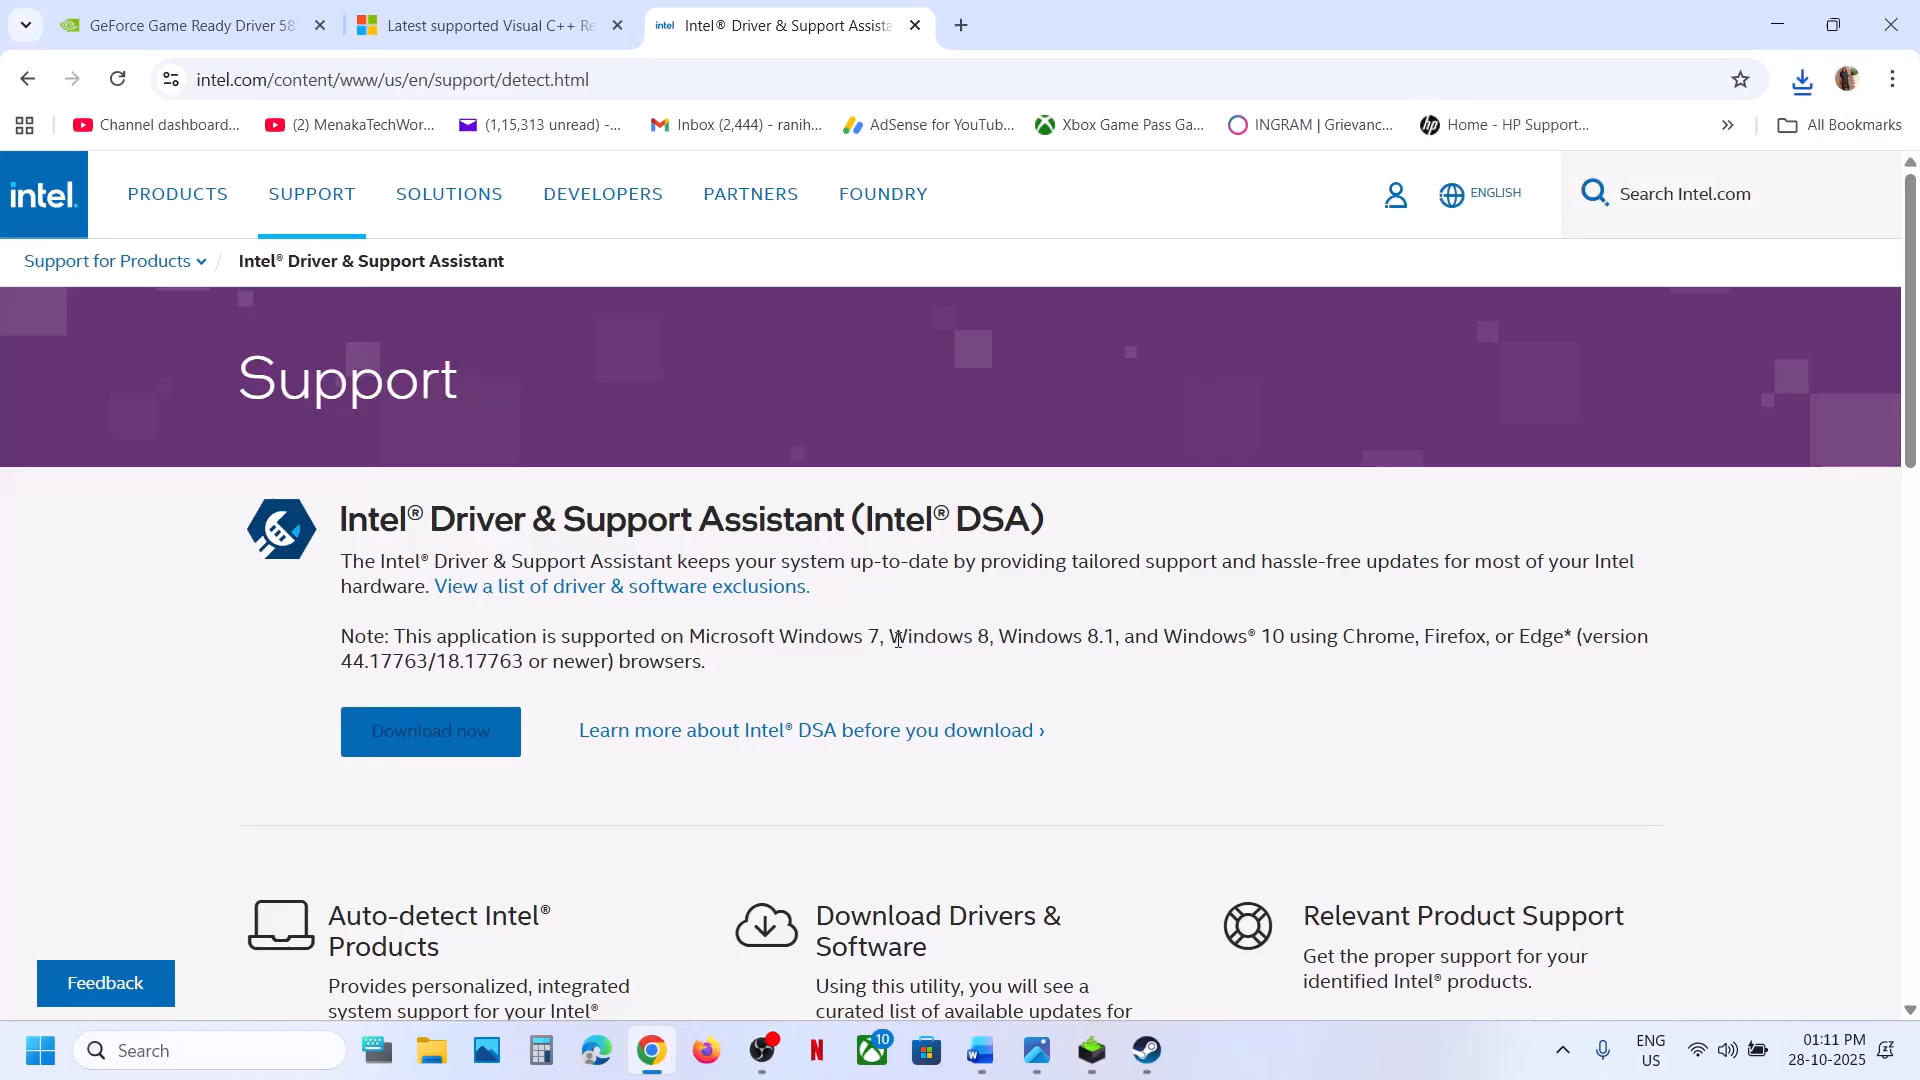 GeForce Game Ready Driver 58
Latest supported Visual C++ Re
intel
Intel® Driver & Support Assista
intel.com/content/www/us/en/support/detect.html
Channel dashboard...
(2) MenakaTechWor...
(1,15,313 unread) -...
Inbox (2,444) - ranih...
AdSense for YouTub...
Xbox Game Pass Ga...
INGRAM | Grievanc...
Home - HP Support...
All Bookmarks
intel.
PRODUCTS
SUPPORT
SOLUTIONS
DEVELOPERS
PARTNERS
FOUNDRY
ENGLISH
Search Intel.com
Support for Products
/
Intel® Driver & Support Assistant
Support
Intel® Driver & Support Assistant (Intel® DSA)
The Intel® Driver & Support Assistant keeps your system up-to-date by providing tailored support and hassle-free updates for most of your Intel
hardware. View a list of driver & software exclusions.
Note: This application is supported on Microsoft Windows 7, Windows 8, Windows 8.1, and Windows® 10 using Chrome, Firefox, or Edge* (version
44.17763/18.17763 or newer) browsers.
Download now
Learn more about Intel® DSA before you download ›
Auto-detect Intel®
Products
Provides personalized, integrated
system support for your Intel®
Download Drivers &
Software
Using this utility, you will see a
curated list of available updates for
Relevant Product Support
Get the proper support for your
identified Intel® products.
Feedback
Search
N
10
ENG
US
01:11 PM
28-10-2025